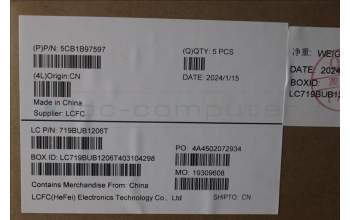 (P)P/N: 5CB1B97597
(Q)QTY: 5 PCS
(4L)Origin:CN
DATE: 2024/1/15
Made in China
Supplier: LCFC
LC P/N: 719BUB1206T
PO: 4A4502072934
BOX ID: LC719BUB1206T403104298
MO: 19309608
Contains Merchandise From: China
LCFC(HeFei) Electronics Technology Co., Ltd
SHIPTO: CN
净重:
DATE: 2024
BOXID:
LC719BUB12